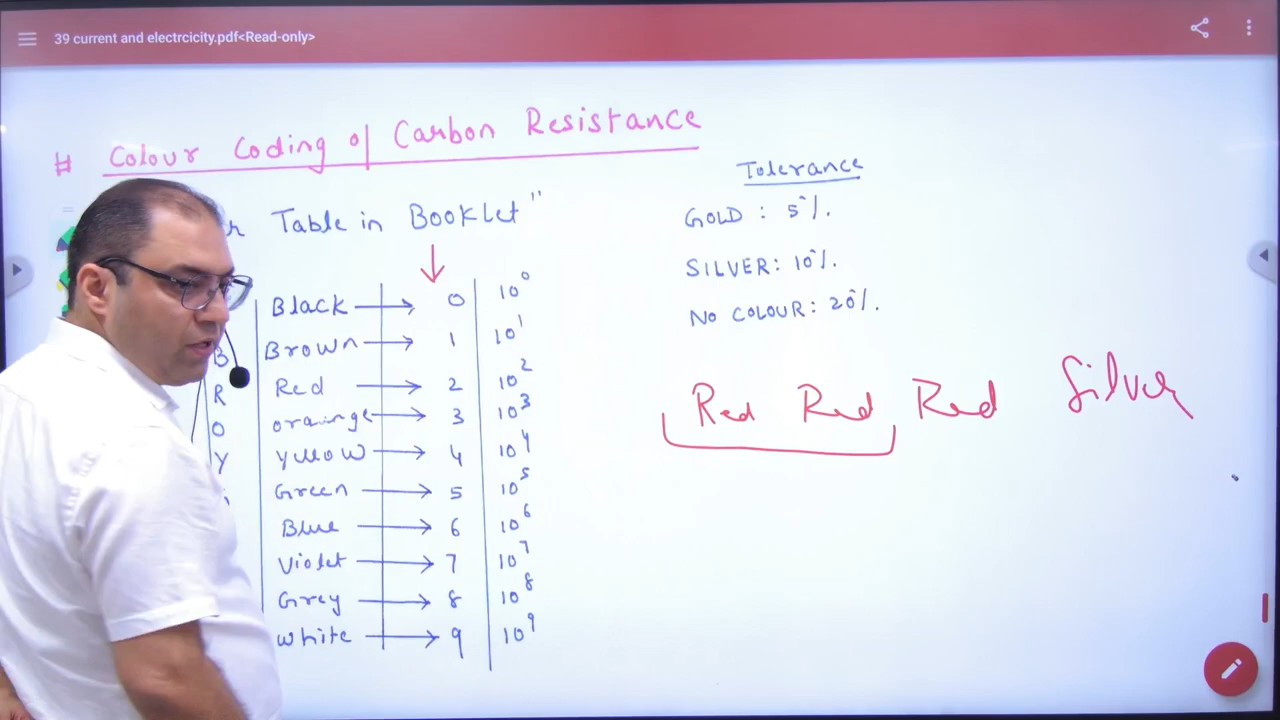 39 current and electrcicity.pdf<Read-only>
# Colour Coding of Carbon Resistance
Table in Booklet"
Black → 0 10⁰
B Brown → 1 10¹
R Red → 2 10²
O orainge → 3 10³
Y Yellow → 4 10⁴
Green → 5 10⁵
Blue → 6 10⁶
Violet → 7 10⁷
Grey → 8 10⁸
White → 9 10⁹
Tolerance
GOLD : 5%.
SILVER : 10%.
NO COLOUR : 20%.
Red Red Red Silver